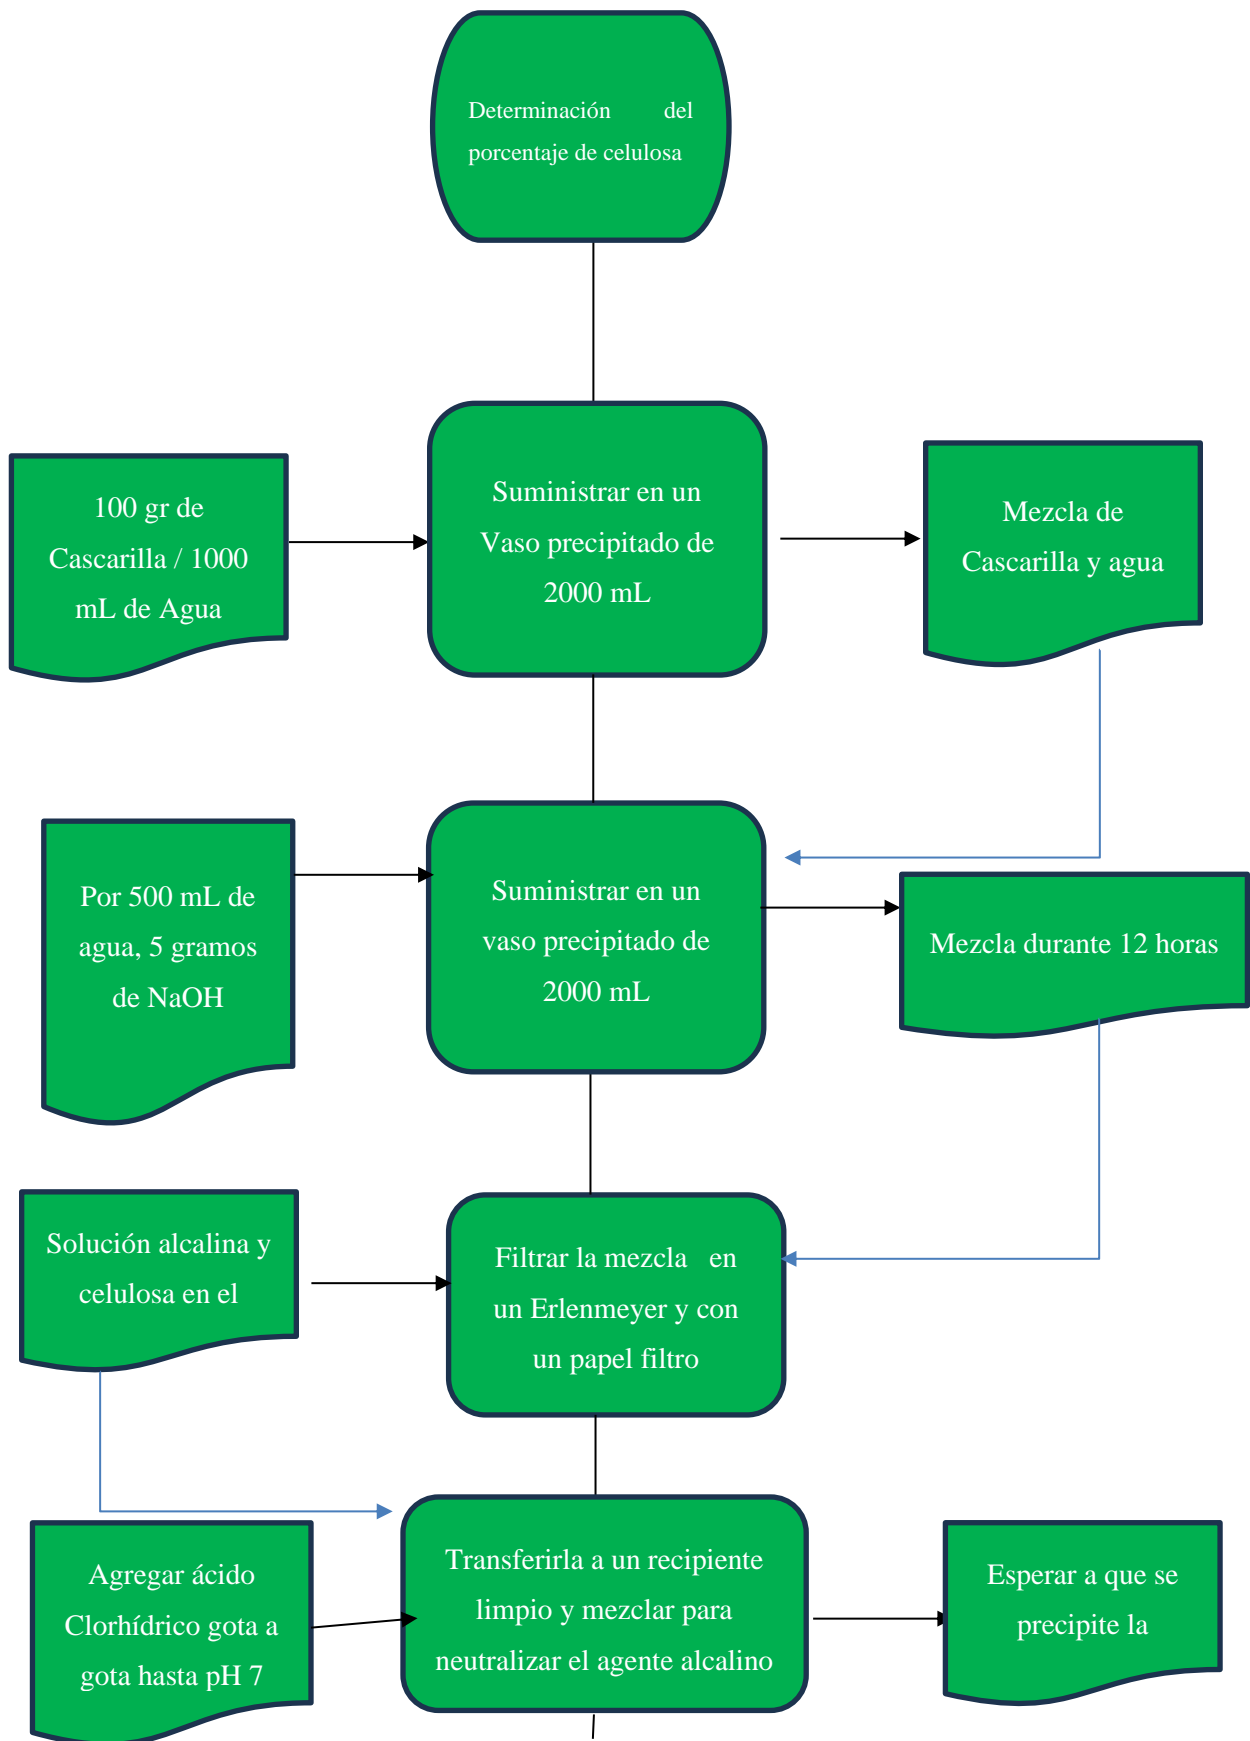 Determinación del
porcentaje de celulosa
100 gr de
Cascarilla / 1000
mL de Agua
Suministrar en un
Vaso precipitado de
2000 mL
Mezcla de
Cascarilla y agua
Por 500 mL de
agua, 5 gramos
de NaOH
Suministrar en un
vaso precipitado de
2000 mL
Mezcla durante 12 horas
Solución alcalina y
celulosa en el
Filtrar la mezcla en
un Erlenmeyer y con
un papel filtro
Agregar ácido
Clorhídrico gota a
gota hasta pH 7
Transferirla a un recipiente
limpio y mezclar para
neutralizar el agente alcalino
Esperar a que se
precipite la